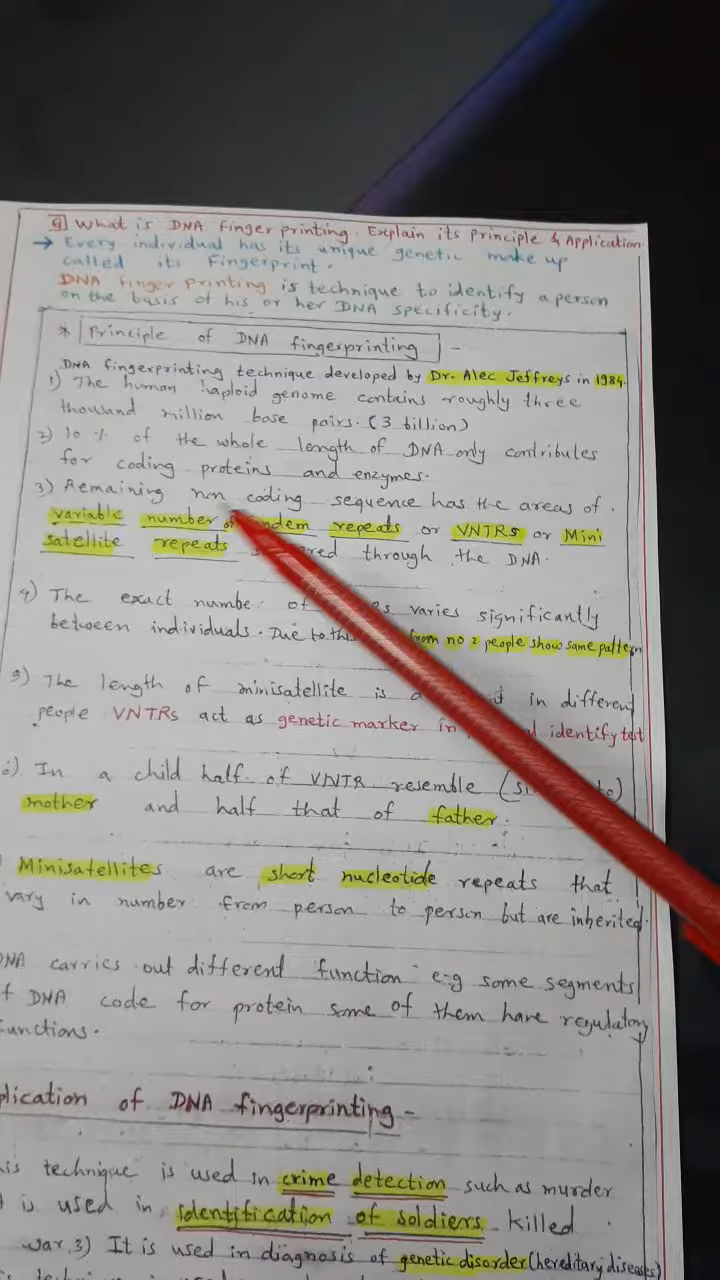 9] What is DNA Finger printing. Explain its Principle & Application
→ Every individual has its unique genetic make up
called its Fingerprint.
DNA finger printing is technique to identify a person
on the basis of his or her DNA specificity.
* Principle of DNA fingerprinting -
DNA fingerprinting technique developed by Dr. Alec Jeffreys in 1984.
1) The human haploid genome contains roughly three
thousand million base pairs. (3 billion)
2) 10 % of the whole length of DNA only contributes
for coding proteins and enzymes.
3) Remaining non coding sequence has the areas of
variable number of tandem repeats or VNTRs or Mini
satellite repeats through the DNA.
4) The exact number of varies significantly
between individuals. Due to this from no 2 people show same pattern
5) The length of minisatellite is in different
people VNTRs act as genetic marker in identify test
6) In a child half of VNTR resemble
mother and half that of father.
Minisatellites are short nucleotide repeats that
vary in number from person to person but are inherited.
DNA carries out different function e.g some segments
of DNA code for protein some of them have regulatory
functions.
plication of DNA fingerprinting -
is technique is used in crime detection such as murder
is used in identification of soldiers killed
war. 3) It is used in diagnosis of genetic disorder (hereditary diseases)